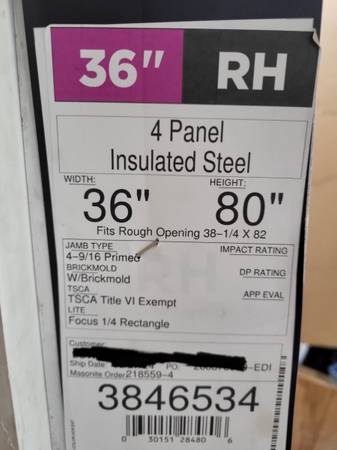 36" RH
4 Panel
Insulated Steel
WIDTH: HEIGHT:
36" 80"
Fits Rough Opening 38-1/4 X 82
JAMB TYPE IMPACT RATING
4-9/16 Primed
BRICKMOLD DP RATING
W/Brickmold
TSCA APP EVAL
TSCA Title VI Exempt
LITE
Focus 1/4 Rectangle
Customer:
Ship Date: PO: -EDI
Masonite Order: 218559-4
3846534
0 30151 28480 6